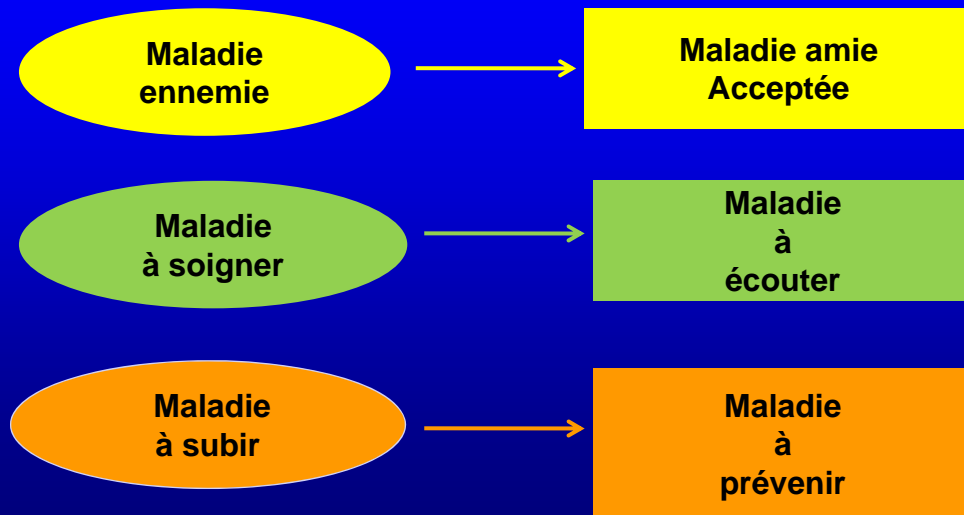 Maladie
ennemie
Maladie amie
Acceptée
Maladie
à soigner
Maladie
à
écouter
Maladie
à subir
Maladie
à
prévenir